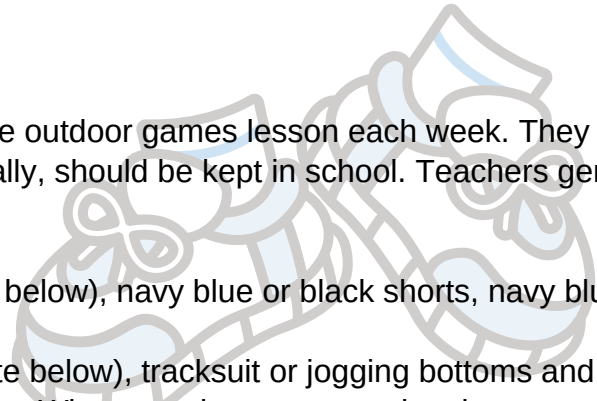 e outdoor games lesson each week. They
ally, should be kept in school. Teachers ger
below), navy blue or black shorts, navy blu
te below), tracksuit or jogging bottoms and